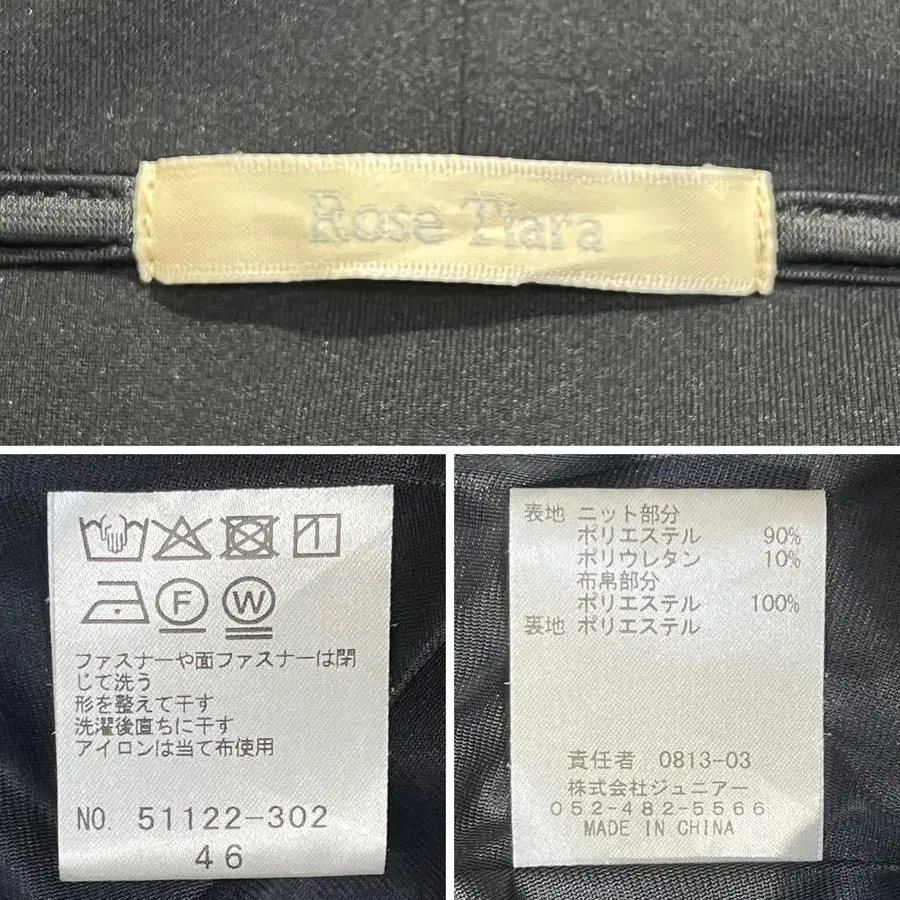 Rose Tiara
F W
ファスナーや面ファスナーは閉
じて洗う
形を整えて干す
洗濯後直ちに干す
アイロンは当て布使用
NO. 51122-302
46
表地 ニット部分
ポリエステル 90%
ポリウレタン 10%
布帛部分
ポリエステル 100%
裏地 ポリエステル
責任者 0813-03
株式会社ジュニアー
052-482-5566
MADE IN CHINA